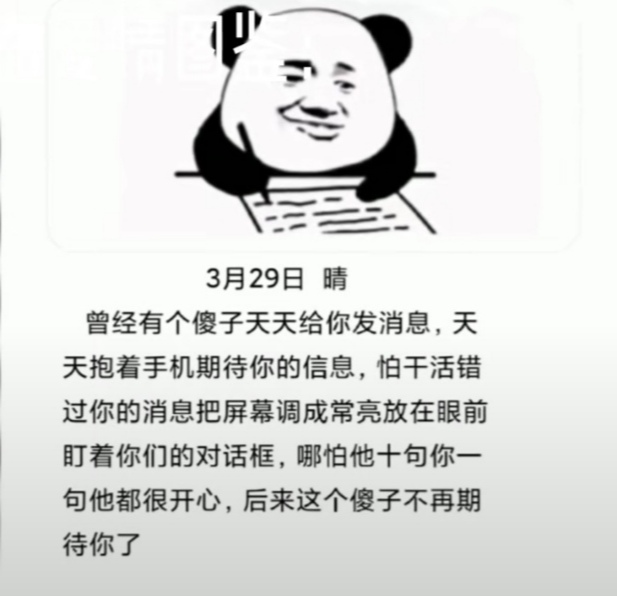 图鉴：
3月29日 晴
曾经有个傻子天天给你发消息，天
天抱着手机期待你的信息，怕干活错
过你的消息把屏幕调成常亮放在眼前
盯着你们的对话框，哪怕他十句你一
句他都很开心，后来这个傻子不再期
待你了